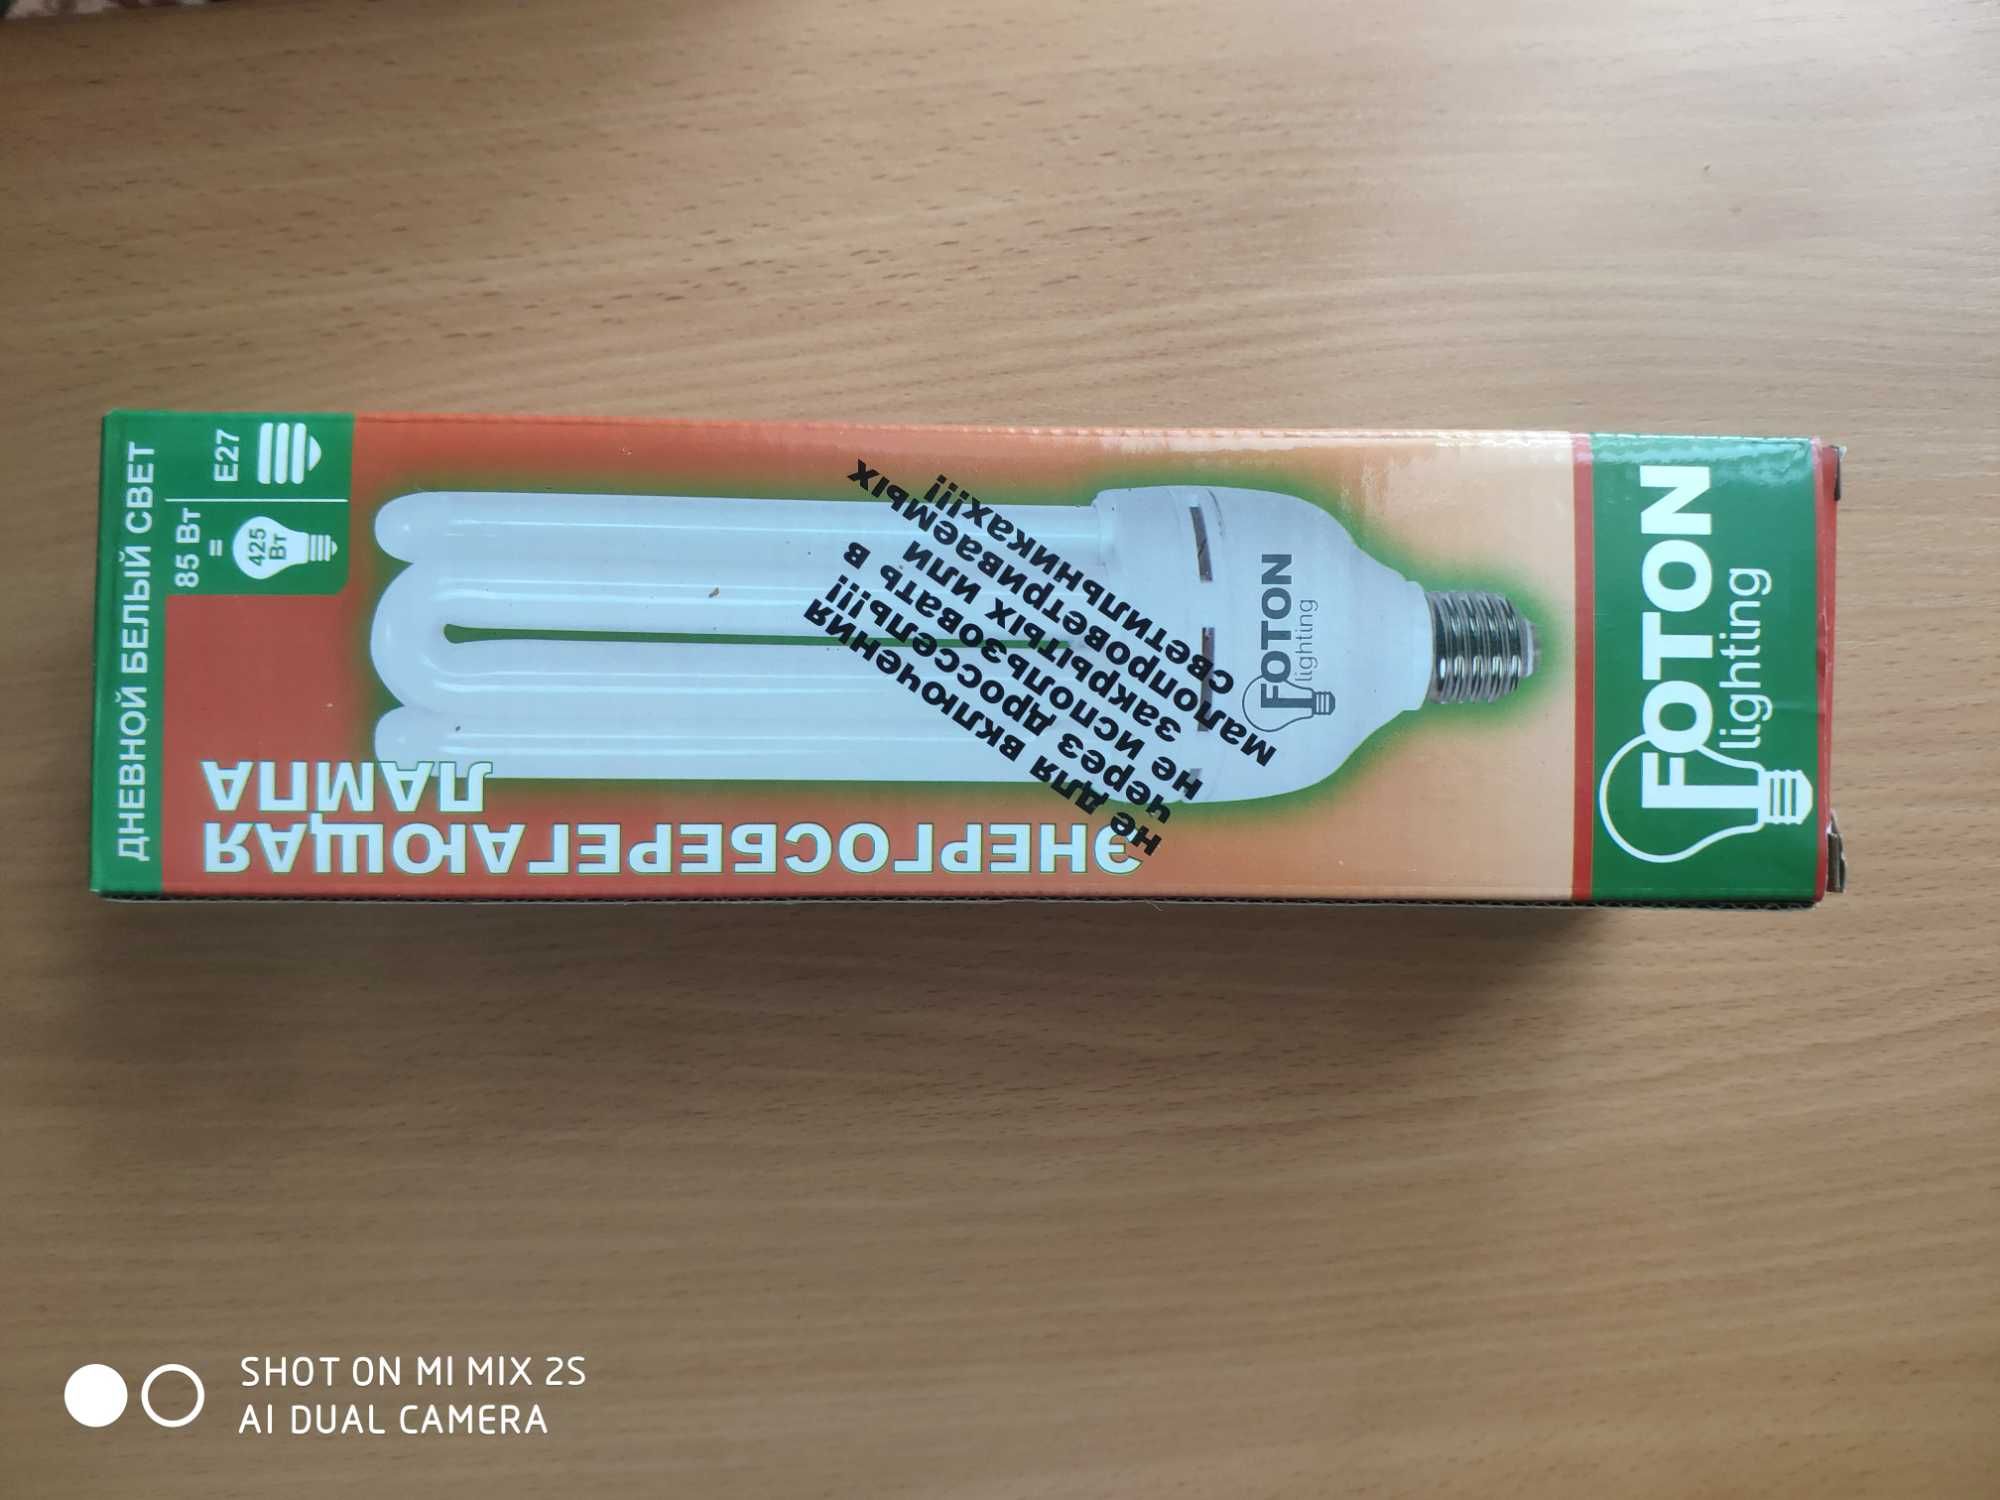 ДНЕВНОЙ БЕЛЫЙ СВЕТ
85 Вт
=
425
Вт
E27
ЭНЕРГОСБЕРЕГАЮЩАЯ
ЛАМПА
не для включения
через дроссель!!!
не использовать в
закрытых или
малопроветриваемых
светильниках!!!
FOTON
lighting
FOTON
lighting
SHOT ON MI MIX 2S
AI DUAL CAMERA